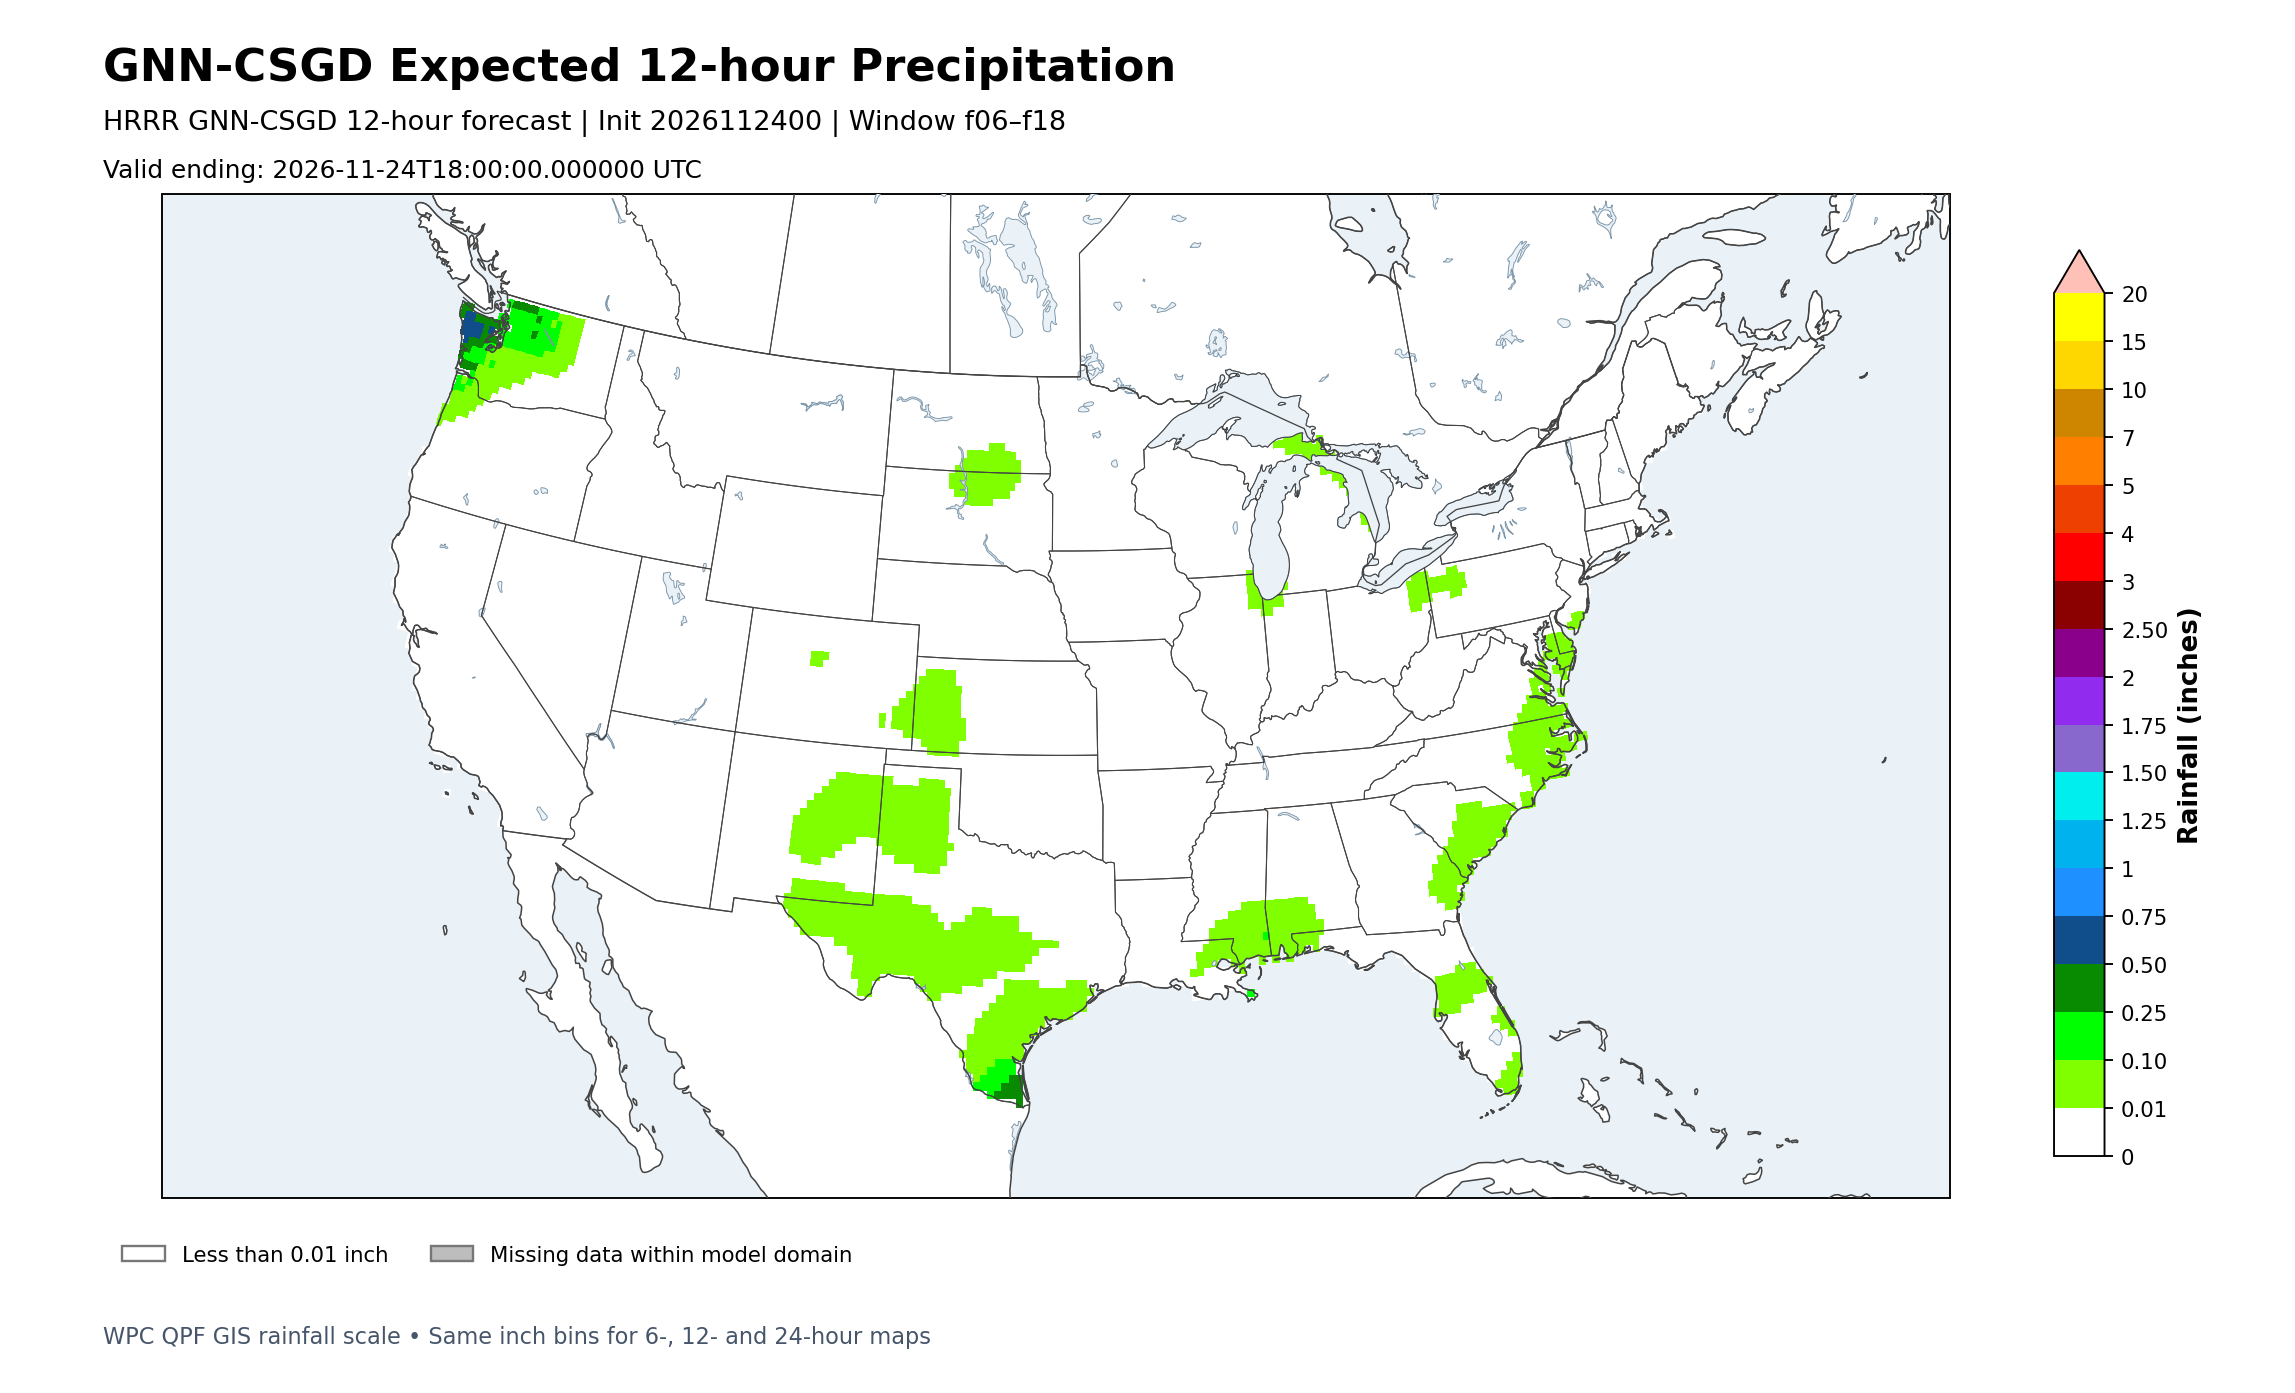 GNN-CSGD Expected 12-hour Precipitation
HRRR GNN-CSGD 12-hour forecast | Init 2026112400 | Window f06–f18
Valid ending: 2026-11-24T18:00:00.000000 UTC
20
15
10
7
5
4
3
2.50
2
1.75
1.50
1.25
1
0.75
0.50
0.25
0.10
0.01
0
Rainfall (inches)
Less than 0.01 inch
Missing data within model domain
WPC QPF GIS rainfall scale • Same inch bins for 6-, 12- and 24-hour maps